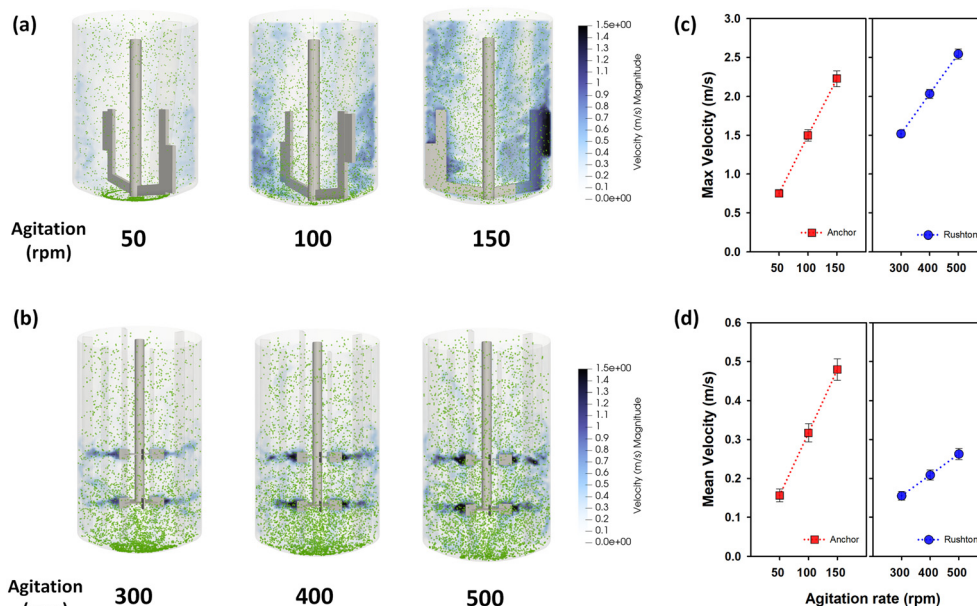 (a)
1.5e+00
1.4
1.3
1.2
1.1
1
0.9
0.8
0.7
0.6
0.5
0.4
0.3
0.2
0.1
0.0e+00
Velocity (m/s) Magnitude
Agitation
(rpm)
50
100
150
(b)
1.5e+00
1.4
1.3
1.2
1.1
1
0.9
0.8
0.7
0.6
0.5
0.4
0.3
0.2
0.1
0.0e+00
Velocity (m/s) Magnitude
Agitation
300
400
500
(c)
Max Velocity (m/s)
3.0
2.5
2.0
1.5
1.0
0.5
0.0
Anchor
Rushton
50 100 150
300 400 500
(d)
Mean Velocity (m/s)
0.6
0.5
0.4
0.3
0.2
0.1
0.0
Anchor
Rushton
50 100 150
300 400 500
Agitation rate (rpm)